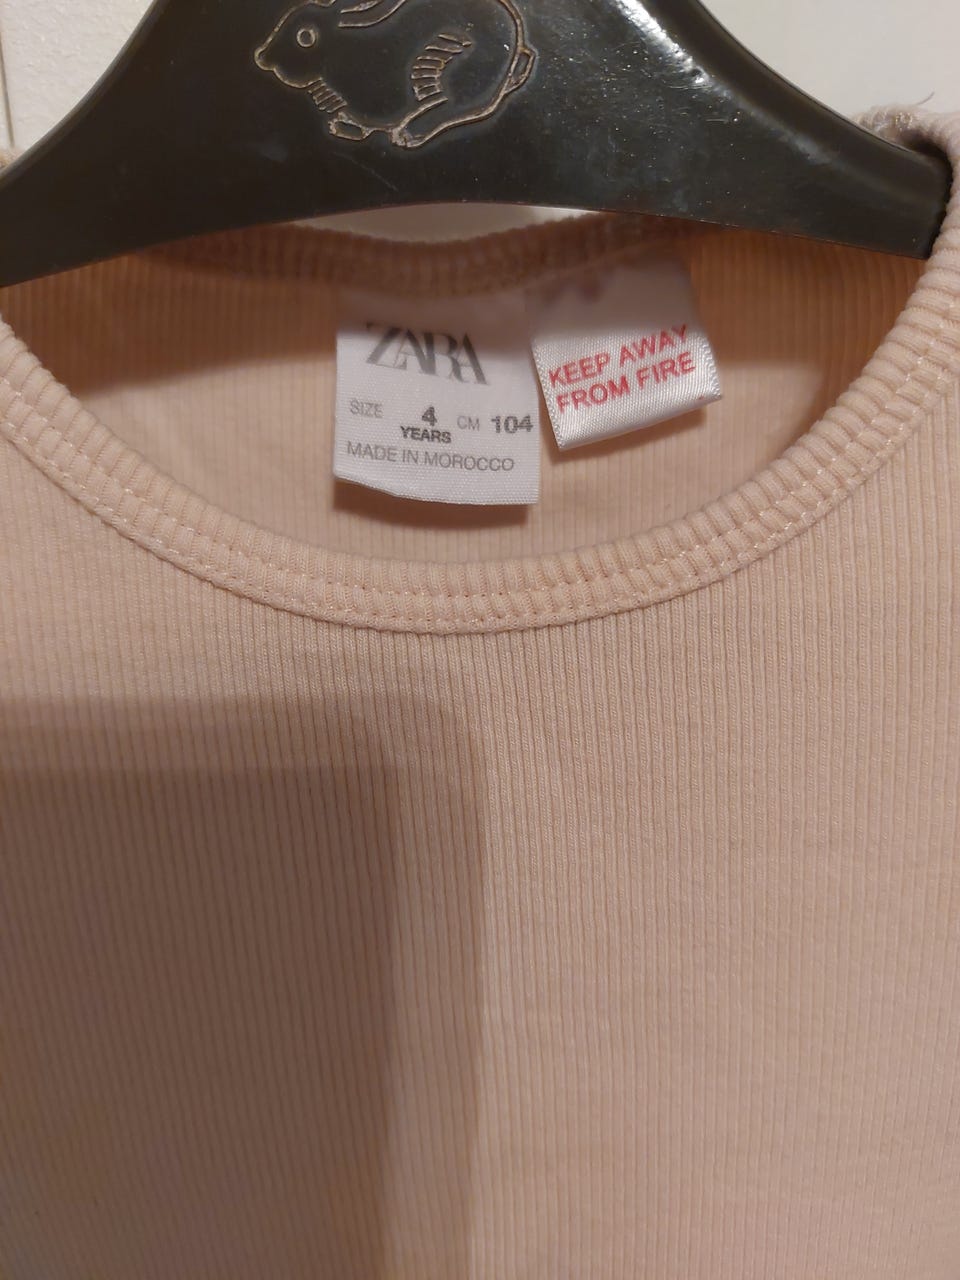 ZARA
SIZE 4 YEARS CM 104
MADE IN MOROCCO
KEEP AWAY
FROM FIRE